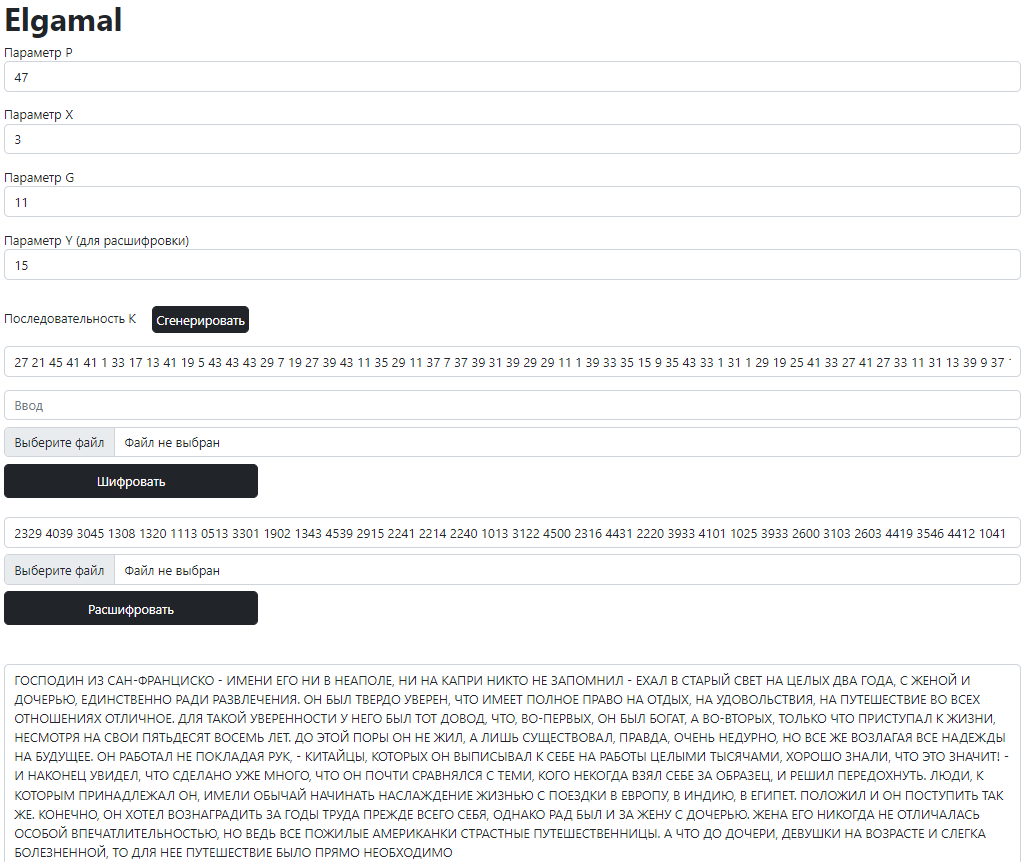 Elgamal
Параметр P
47
Параметр X
3
Параметр G
11
Параметр Y (для расшифровки)
15
Последовательность К Сгенерировать
27 21 45 41 41 1 33 17 13 41 19 5 43 43 43 29 7 19 27 39 43 11 35 29 11 37 7 37 39 31 39 29 29 11 1 39 33 35 15 9 35 43 33 1 31 1 29 19 25 41 33 27 41 27 33 11 31 13 39 9 37
Ввод
Выберите файл Файл не выбран
Шифровать
2329 4039 3045 1308 1320 1113 0513 3301 1902 1343 4539 2915 2241 2214 2240 1013 3122 4500 2316 4431 2220 3933 4101 1025 3933 2600 3103 2603 4419 3546 4412 1041
Выберите файл Файл не выбран
Расшифровать
ГОСПОДИН ИЗ САН-ФРАНЦИСКО - ИМЕНИ ЕГО НИ В НЕАПОЛЕ, НИ НА КАПРИ НИКТО НЕ ЗАПОМНИЛ - ЕХАЛ В СТАРЫЙ СВЕТ НА ЦЕЛЫХ ДВА ГОДА, С ЖЕНОЙ И
ДОЧЕРЬЮ, ЕДИНСТВЕННО РАДИ РАЗВЛЕЧЕНИЯ. ОН БЫЛ ТВЕРДО УВЕРЕН, ЧТО ИМЕЕТ ПОЛНОЕ ПРАВО НА ОТДЫХ, НА УДОВОЛЬСТВИЯ, НА ПУТЕШЕСТВИЕ ВО ВСЕХ
ОТНОШЕНИЯХ ОТЛИЧНОЕ. ДЛЯ ТАКОЙ УВЕРЕННОСТИ У НЕГО БЫЛ ТОТ ДОВОД, ЧТО, ВО-ПЕРВЫХ, ОН БЫЛ БОГАТ, А ВО-ВТОРЫХ, ТОЛЬКО ЧТО ПРИСТУПАЛ К ЖИЗНИ,
НЕСМОТРЯ НА СВОИ ПЯТЬДЕСЯТ ВОСЕМЬ ЛЕТ. ДО ЭТОЙ ПОРЫ ОН НЕ ЖИЛ, А ЛИШЬ СУЩЕСТВОВАЛ, ПРАВДА, ОЧЕНЬ НЕДУРНО, НО ВСЕ ЖЕ ВОЗЛАГАЯ ВСЕ НАДЕЖДЫ
НА БУДУЩЕЕ. ОН РАБОТАЛ НЕ ПОКЛАДАЯ РУК, - КИТАЙЦЫ, КОТОРЫХ ОН ВЫПИСЫВАЛ К СЕБЕ НА РАБОТЫ ЦЕЛЫМИ ТЫСЯЧАМИ, ХОРОШО ЗНАЛИ, ЧТО ЭТО ЗНАЧИТ! -
И НАКОНЕЦ УВИДЕЛ, ЧТО СДЕЛАНО УЖЕ МНОГО, ЧТО ОН ПОЧТИ СРАВНЯЛСЯ С ТЕМИ, КОГО НЕКОГДА ВЗЯЛ СЕБЕ ЗА ОБРАЗЕЦ, И РЕШИЛ ПЕРЕДОХНУТЬ. ЛЮДИ, К
КОТОРЫМ ПРИНАДЛЕЖАЛ ОН, ИМЕЛИ ОБЫЧАЙ НАЧИНАТЬ НАСЛАЖДЕНИЕ ЖИЗНЬЮ С ПОЕЗДКИ В ЕВРОПУ, В ИНДИЮ, В ЕГИПЕТ. ПОЛОЖИЛ И ОН ПОСТУПИТЬ ТАК
ЖЕ. КОНЕЧНО, ОН ХОТЕЛ ВОЗНАГРАДИТЬ ЗА ГОДЫ ТРУДА ПРЕЖДЕ ВСЕГО СЕБЯ, ОДНАКО РАД БЫЛ И ЗА ЖЕНУ С ДОЧЕРЬЮ. ЖЕНА ЕГО НИКОГДА НЕ ОТЛИЧАЛАСЬ
ОСОБОЙ ВПЕЧАТЛИТЕЛЬНОСТЬЮ, НО ВЕДЬ ВСЕ ПОЖИЛЫЕ АМЕРИКАНКИ СТРАСТНЫЕ ПУТЕШЕСТВЕННИЦЫ. А ЧТО ДО ДОЧЕРИ, ДЕВУШКИ НА ВОЗРАСТЕ И СЛЕГКА
БОЛЕЗНЕННОЙ, ТО ДЛЯ НЕЕ ПУТЕШЕСТВИЕ БЫЛО ПРЯМО НЕОБХОДИМО